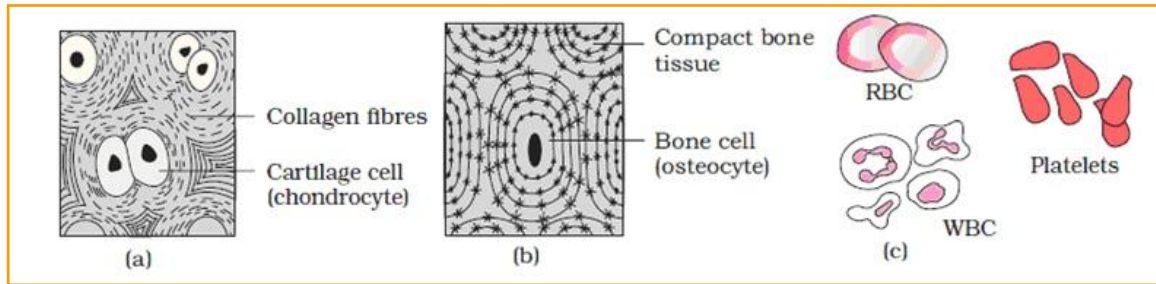 Collagen fibres
Cartilage cell
(chondrocyte)
(a)
Compact bone
tissue
Bone cell
(osteocyte)
(b)
RBC
WBC
Platelets
(c)